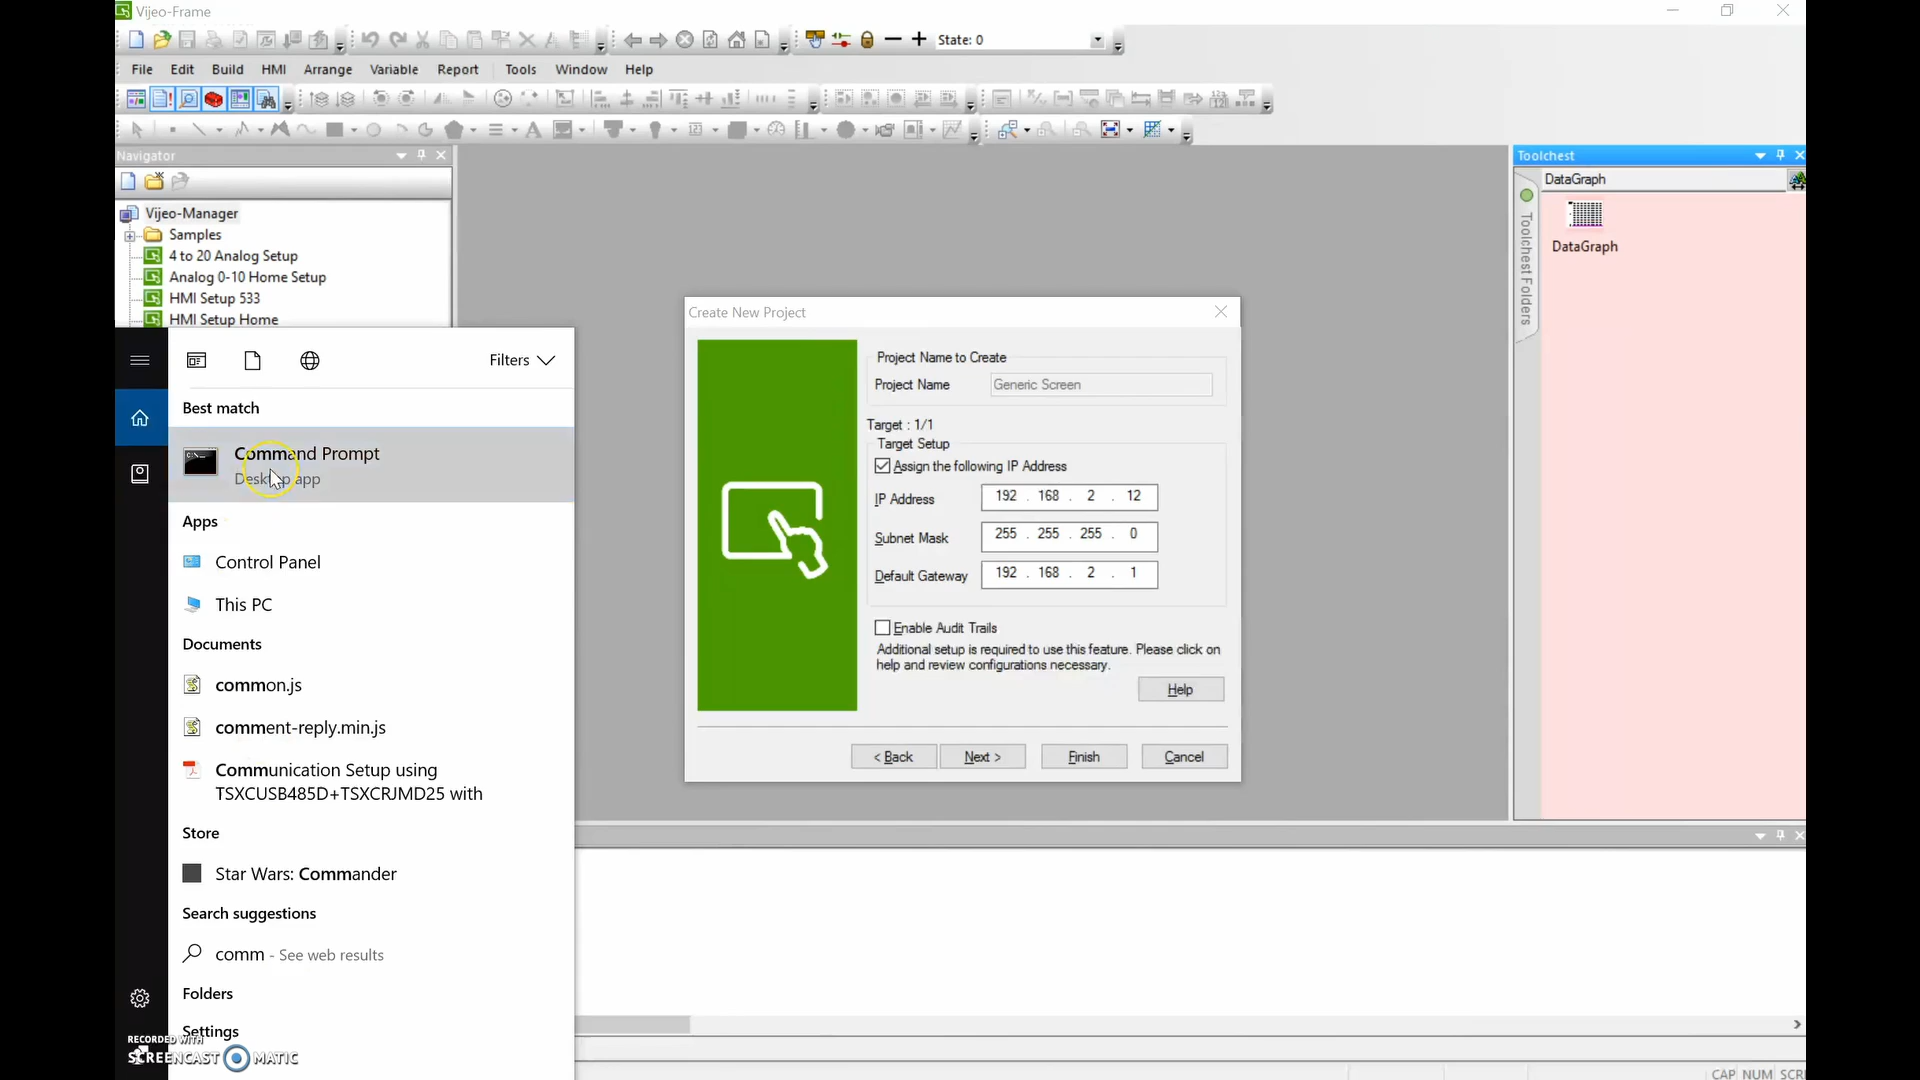 Vijeo-Frame
State: 0
File Edit Build HMI Arrange Variable Report Tools Window Help
Navigator
Vijeo-Manager
Samples
4 to 20 Analog Setup
Analog 0-10 Home Setup
HMI Setup 533
HMI Setup Home
Filters
Best match
Command Prompt
Desktop app
Apps
Control Panel
This PC
Documents
common.js
comment-reply.min.js
Communication Setup using
TSXCUSB485D+TSXCRJMD25 with
Store
Star Wars: Commander
Search suggestions
comm - See web results
Folders
Settings
RECORDED WITH
SCREENCAST MATIC
Create New Project
Project Name to Create
Project Name Generic Screen
Target : 1/1
Target Setup
Assign the following IP Address
IP Address 192 . 168 . 2 . 12
Subnet Mask 255 . 255 . 255 . 0
Default Gateway 192 . 168 . 2 . 1
Enable Audit Trails
Additional setup is required to use this feature. Please click on
help and review configurations necessary.
Help
< Back Next > Finish Cancel
Toolchest
DataGraph
Toolchest Folders
DataGraph
CAP NUM SCRL